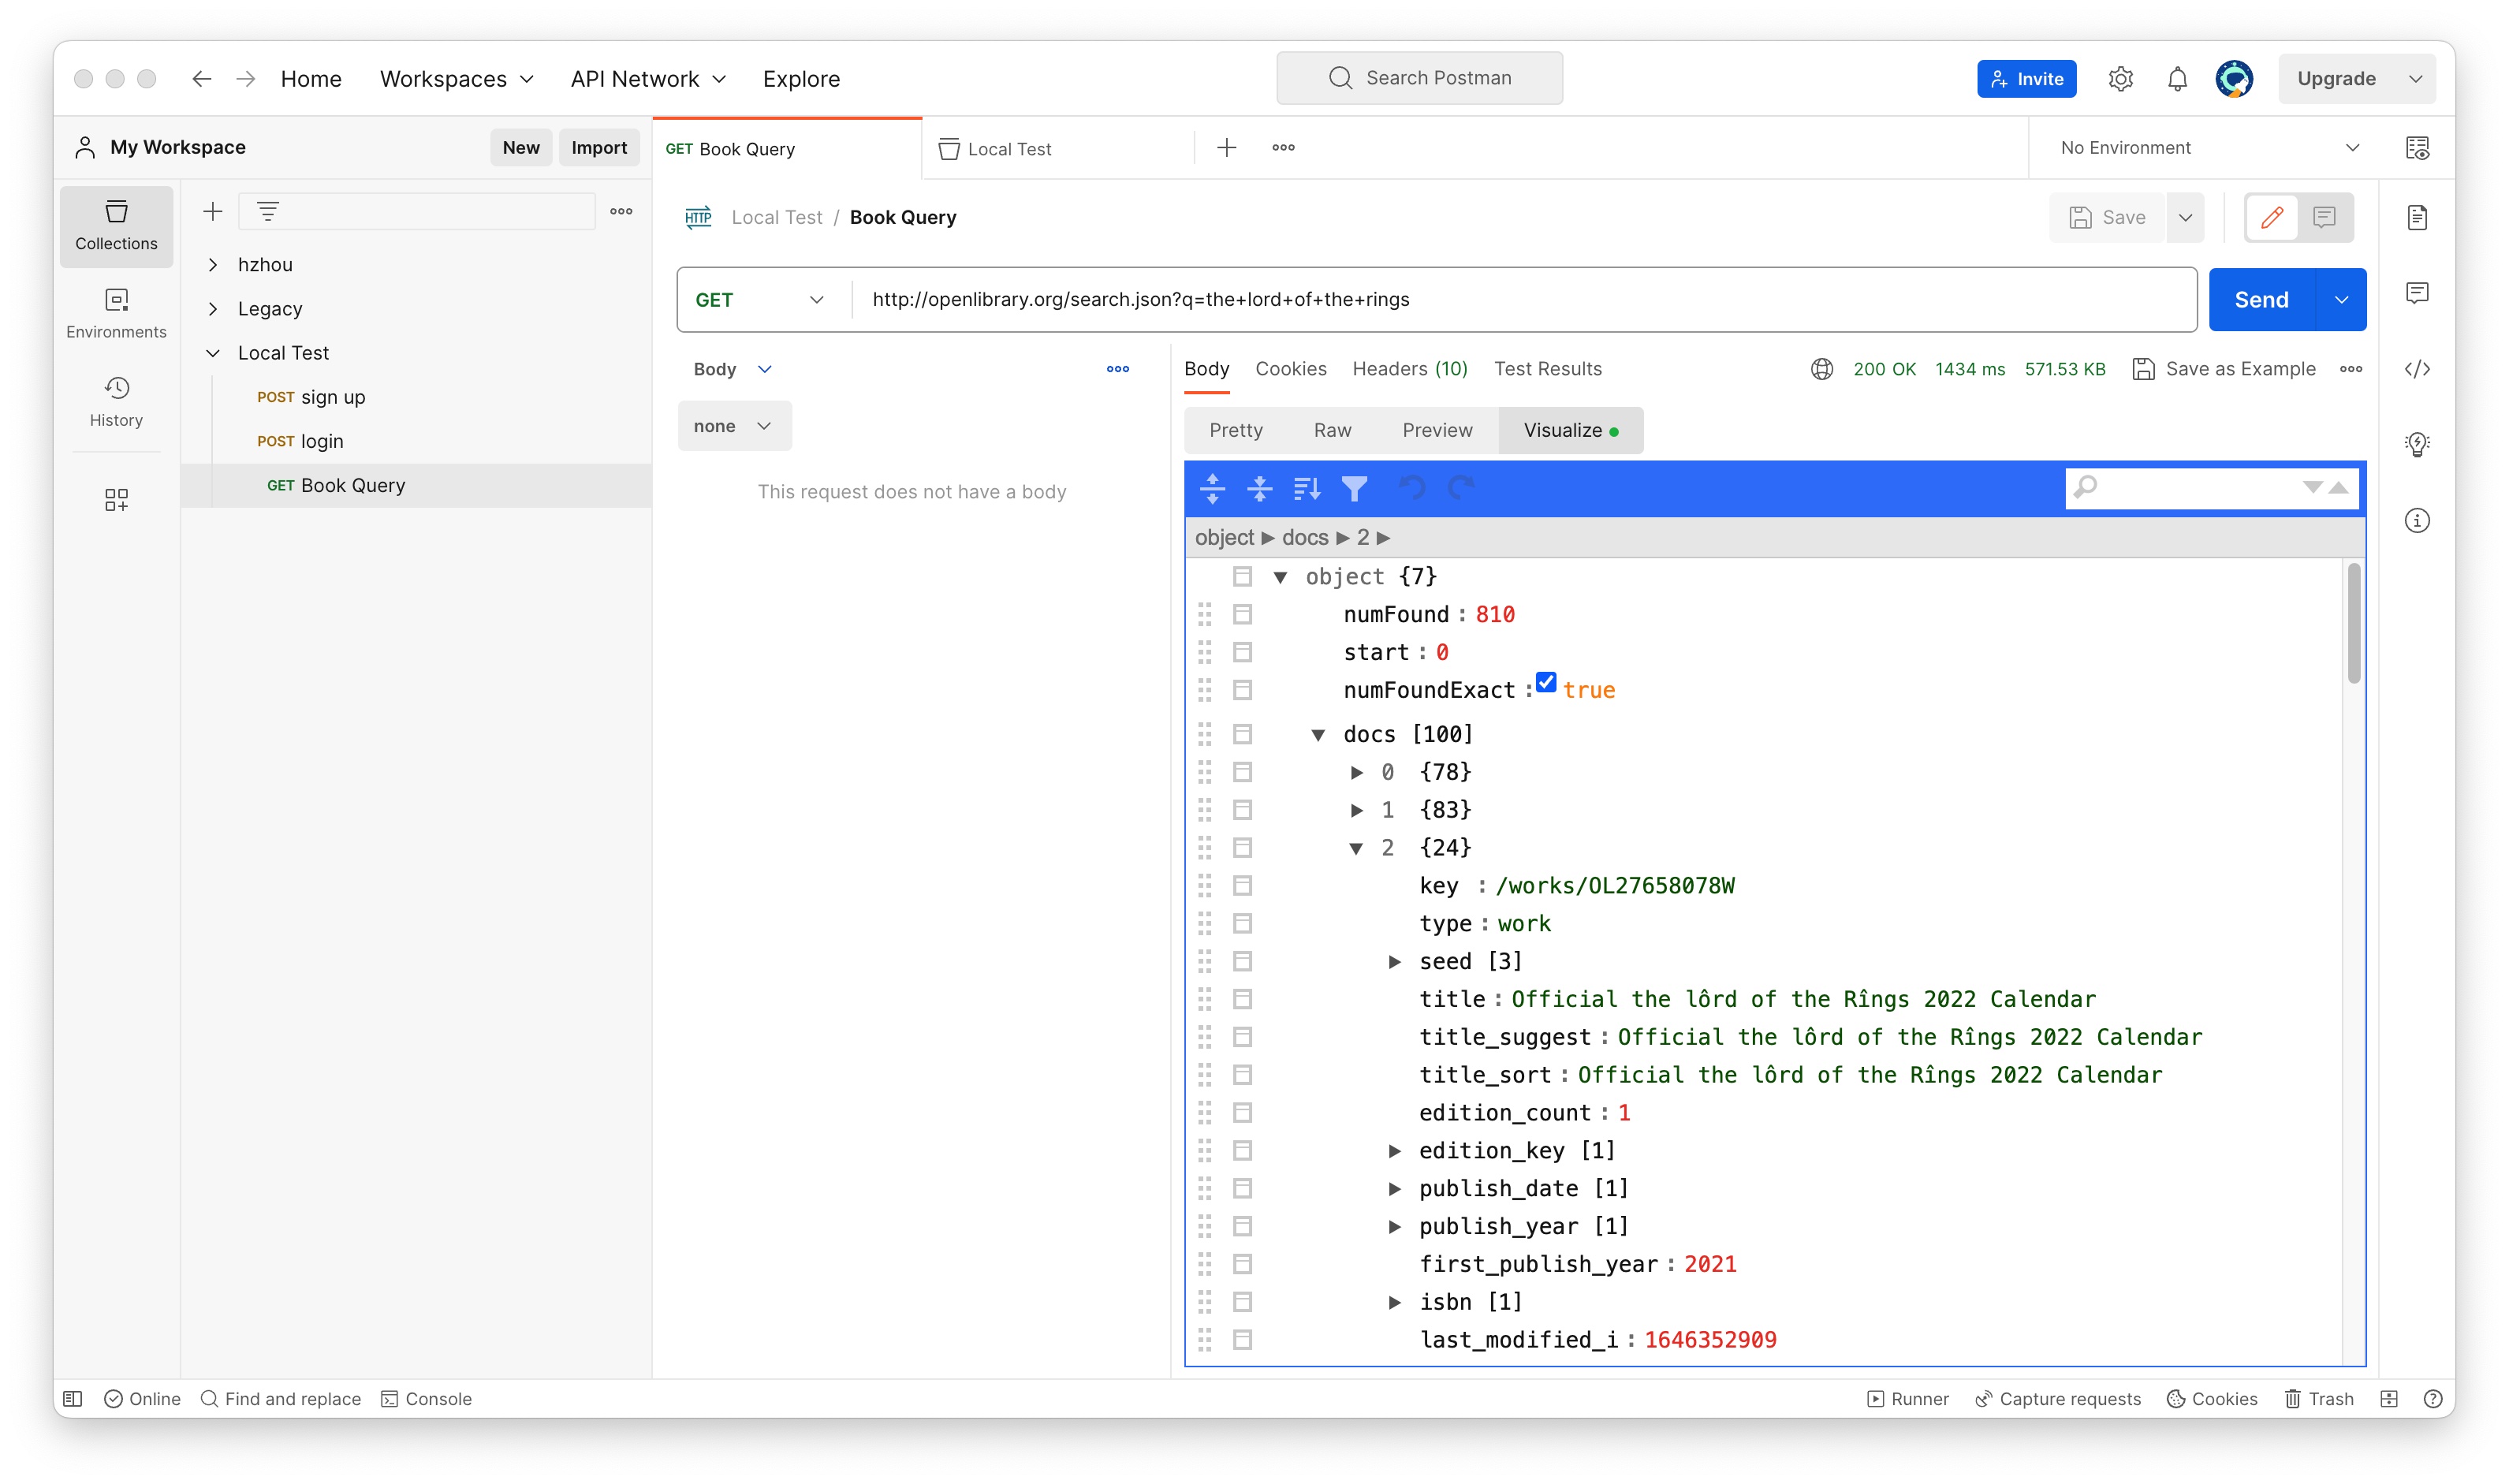 Home Workspaces API Network Explore Search Postman Invite Upgrade
My Workspace New Import GET Book Query Local Test No Environment
Collections
Environments
History
hzhou
Legacy
Local Test
POST sign up
POST login
GET Book Query
HTTP Local Test / Book Query Save
GET http://openlibrary.org/search.json?q=the+lord+of+the+rings Send
Body
none
This request does not have a body
Body Cookies Headers (10) Test Results 200 OK 1434 ms 571.53 KB Save as Example
Pretty Raw Preview Visualize
object ► docs ► 2 ►
object {7}
numFound : 810
start : 0
numFoundExact : true
docs [100]
0 {78}
1 {83}
2 {24}
key : /works/OL27658078W
type : work
seed [3]
title : Official the lôrd of the Rîngs 2022 Calendar
title_suggest : Official the lôrd of the Rîngs 2022 Calendar
title_sort : Official the lôrd of the Rîngs 2022 Calendar
edition_count : 1
edition_key [1]
publish_date [1]
publish_year [1]
first_publish_year : 2021
isbn [1]
last_modified_i : 1646352909
Online Find and replace Console Runner Capture requests Cookies Trash